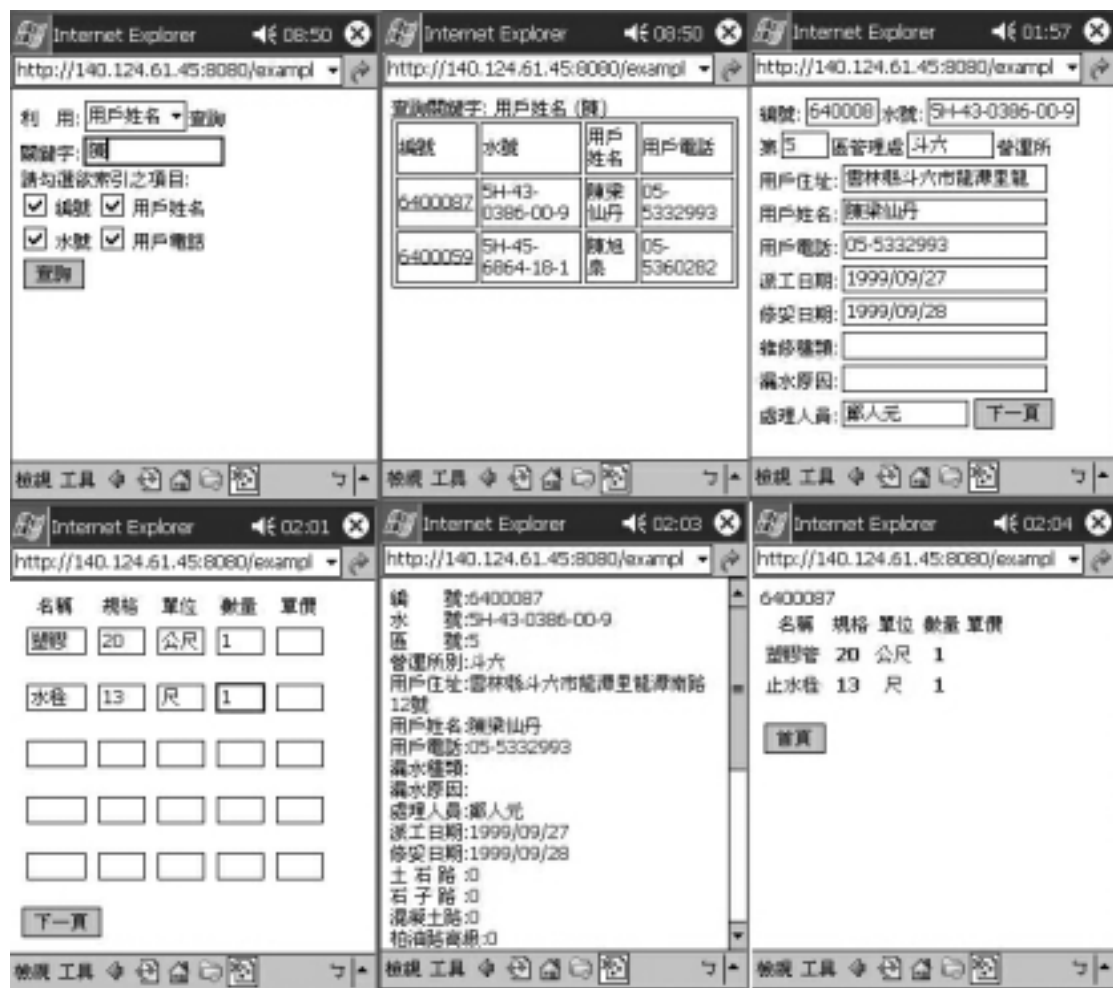 Internet Explorer 08:50
http://140.124.61.45:8080/exampl
利 用: 用戶姓名 查詢
關鍵字: 陳
請勾選欲索引之項目:
編號 用戶姓名
水號 用戶電話
查詢
檢視 工具 ㄅ
Internet Explorer 08:50
http://140.124.61.45:8080/exampl
查詢關鍵字: 用戶姓名 (陳)
編號 水號 用戶姓名 用戶電話
6400087 5H-43-0386-00-9 陳梁仙丹 05-5332993
6400059 5H-45-6864-18-1 陳旭 05-5360282
檢視 工具 ㄅ
Internet Explorer 01:57
http://140.124.61.45:8080/exampl
編號: 640008 水號: 5H-43-0386-00-9
第 5 區管理處 斗六 營運所
用戶住址: 雲林縣斗六市龍潭里龍
用戶姓名: 陳梁仙丹
用戶電話: 05-5332993
派工日期: 1999/09/27
修妥日期: 1999/09/28
維修種類:
漏水原因:
處理人員: 鄭人元 下一頁
檢視 工具 ㄅ
Internet Explorer 02:01
http://140.124.61.45:8080/exampl
名稱 規格 單位 數量 單價
塑膠 20 公尺 1
水栓 13 尺 1
下一頁
檢視 工具 ㄅ
Internet Explorer 02:03
http://140.124.61.45:8080/exampl
編 號:6400087
水 號:5H-43-0386-00-9
區 號:5
營運所別:斗六
用戶住址:雲林縣斗六市龍潭里龍潭南路
12號
用戶姓名:陳梁仙丹
用戶電話:05-5332993
漏水種類:
漏水原因:
處理人員:鄭人元
派工日期:1999/09/27
修妥日期:1999/09/28
土 石 路 :0
石 子 路 :0
混凝土路:0
柏油路高級:0
檢視 工具 ㄅ
Internet Explorer 02:04
http://140.124.61.45:8080/exampl
6400087
名稱 規格 單位 數量 單價
塑膠管 20 公尺 1
止水栓 13 尺 1
首頁
檢視 工具 ㄅ